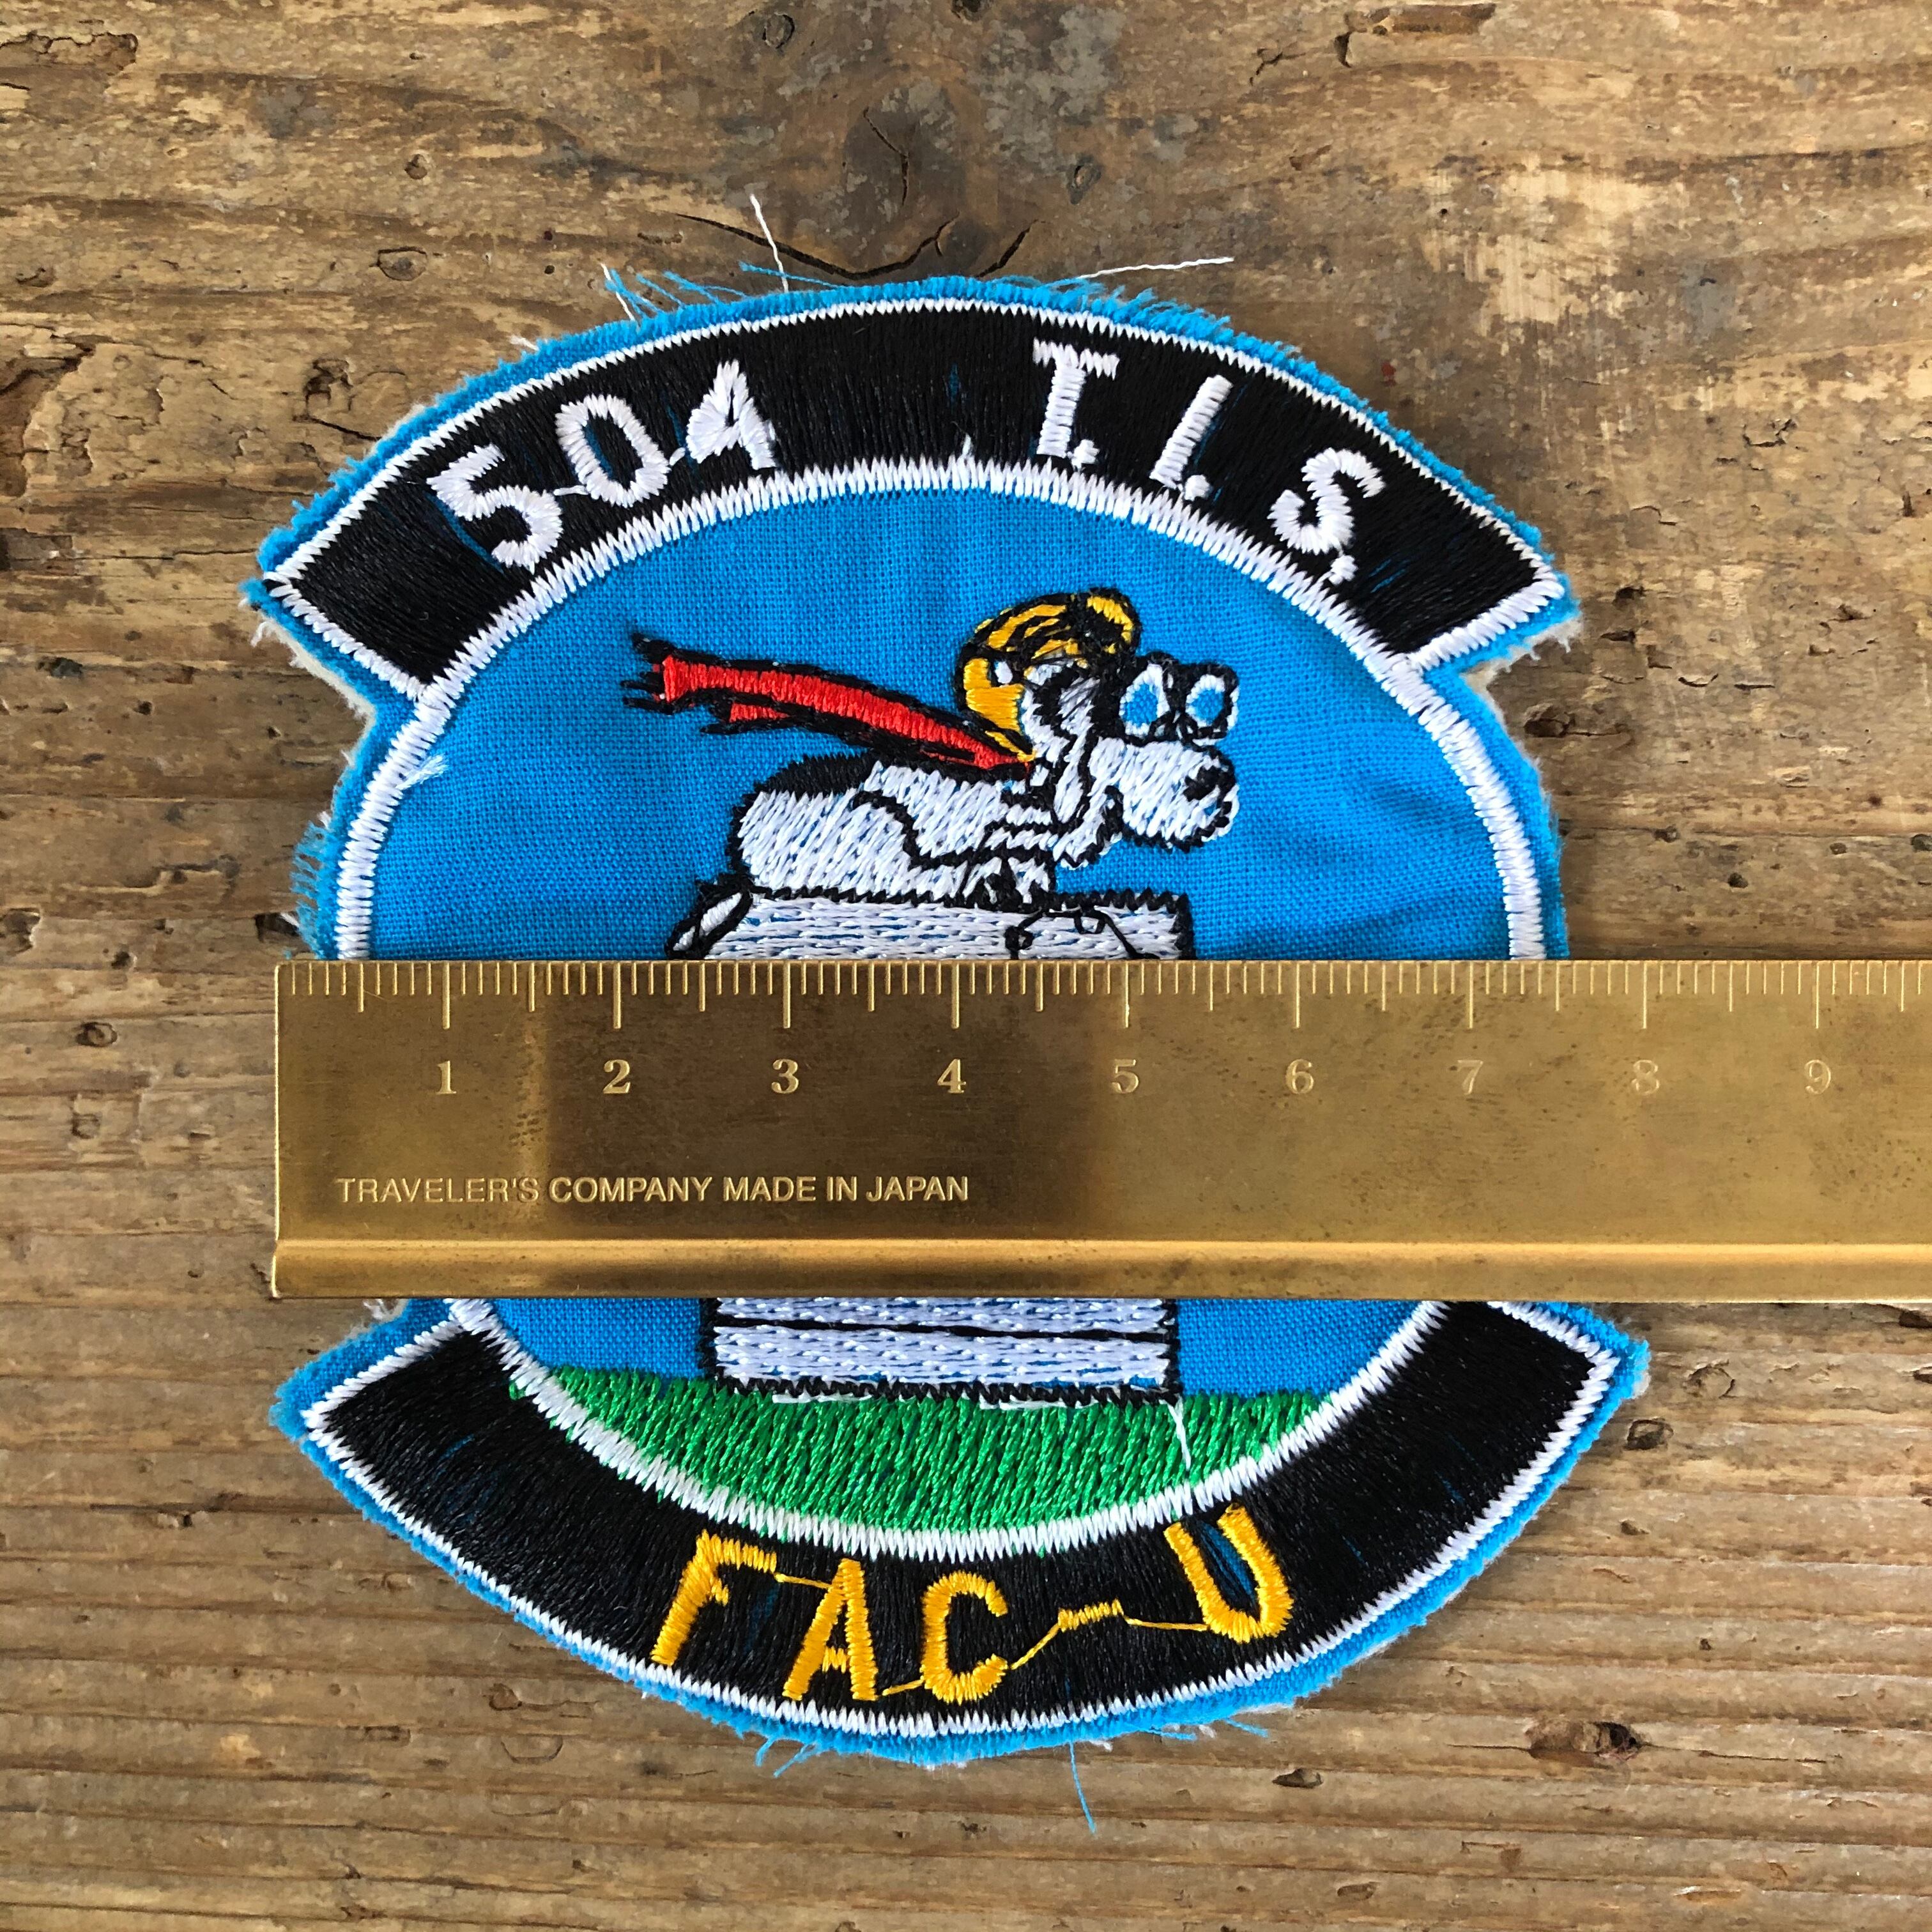 504 T.I.S.
1 2 3 4 5 6 7 8 9
TRAVELER'S COMPANY MADE IN JAPAN
FAC-U